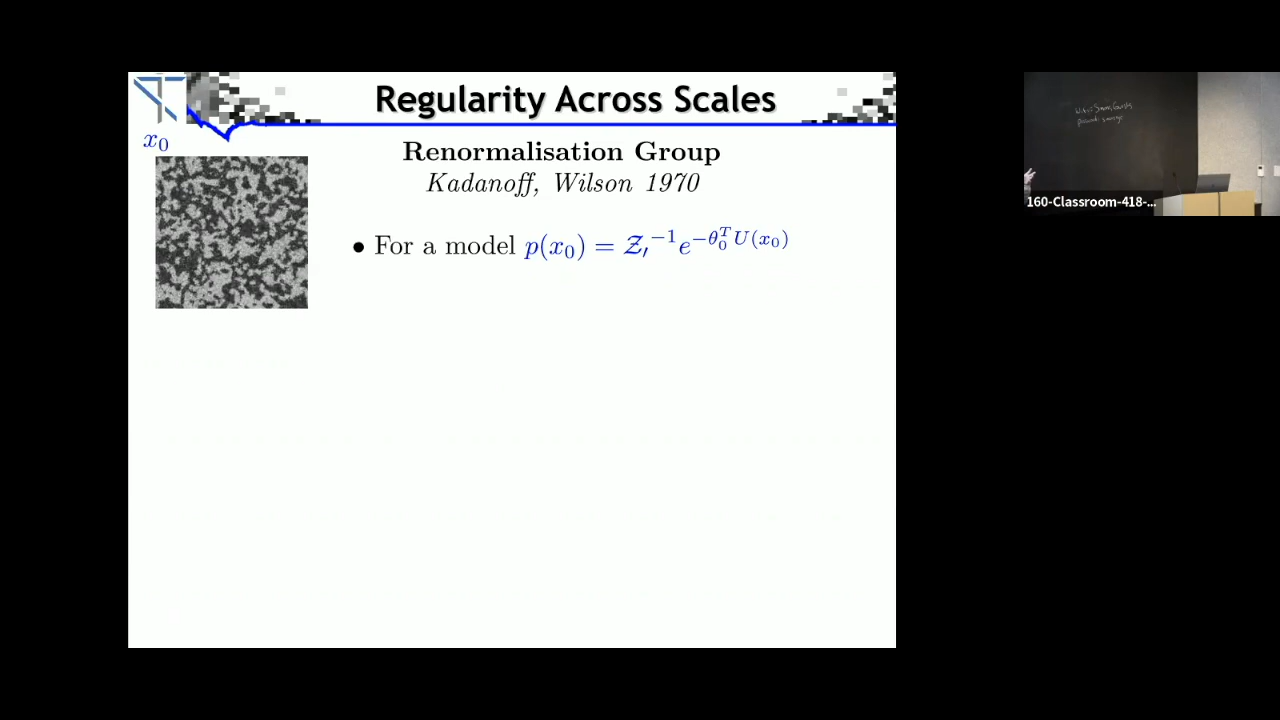 Regularity Across Scales
x₀
Renormalisation Group
Kadanoff, Wilson 1970
• For a model p(x₀) = 𝒵′⁻¹e^{−θ₀ᵀU(x₀)}
160-Classroom-418-...